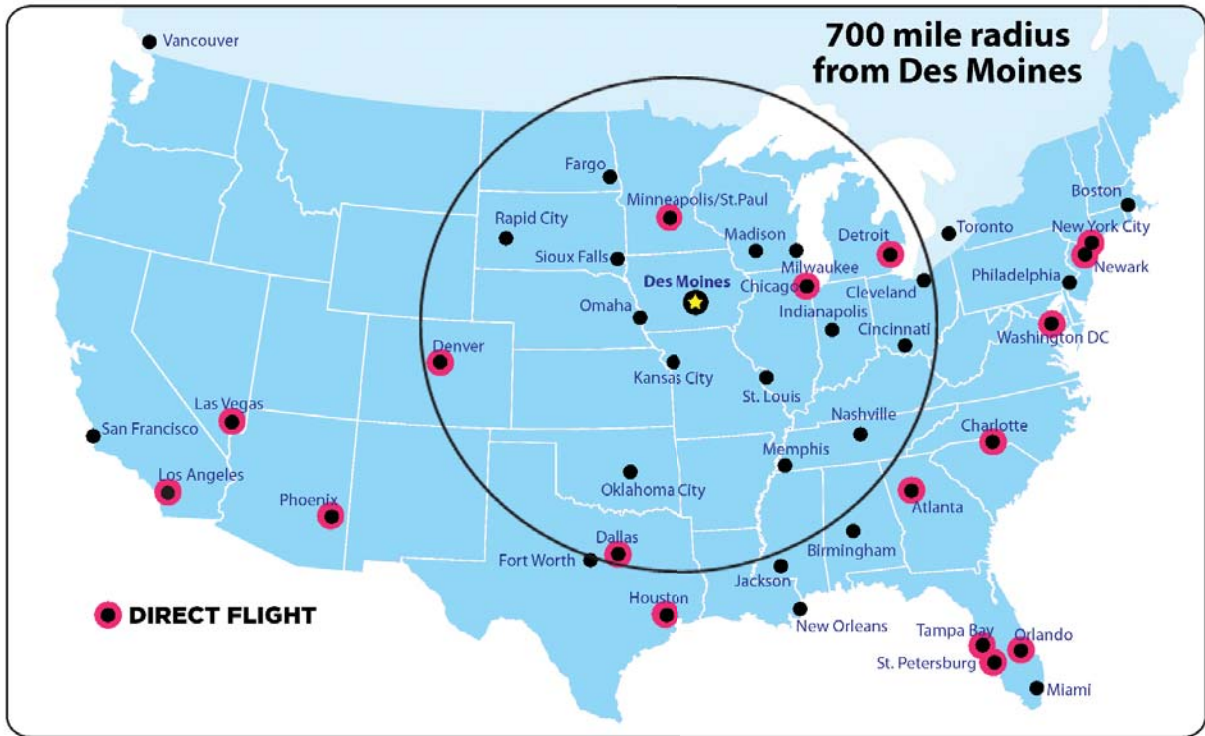 700 mile radius
from Des Moines
Vancouver
Fargo
Minneapolis/St.Paul
Boston
Rapid City
Madison
Detroit
Toronto
New York City
Sioux Falls
Milwaukee
Newark
Des Moines
Chicago
Cleveland
Philadelphia
Omaha
Indianapolis
Cincinnati
Washington DC
Denver
Kansas City
St. Louis
Las Vegas
Nashville
San Francisco
Charlotte
Memphis
Los Angeles
Oklahoma City
Phoenix
Atlanta
Dallas
Birmingham
Fort Worth
Jackson
Houston
DIRECT FLIGHT
New Orleans
Tampa Bay
Orlando
St. Petersburg
Miami